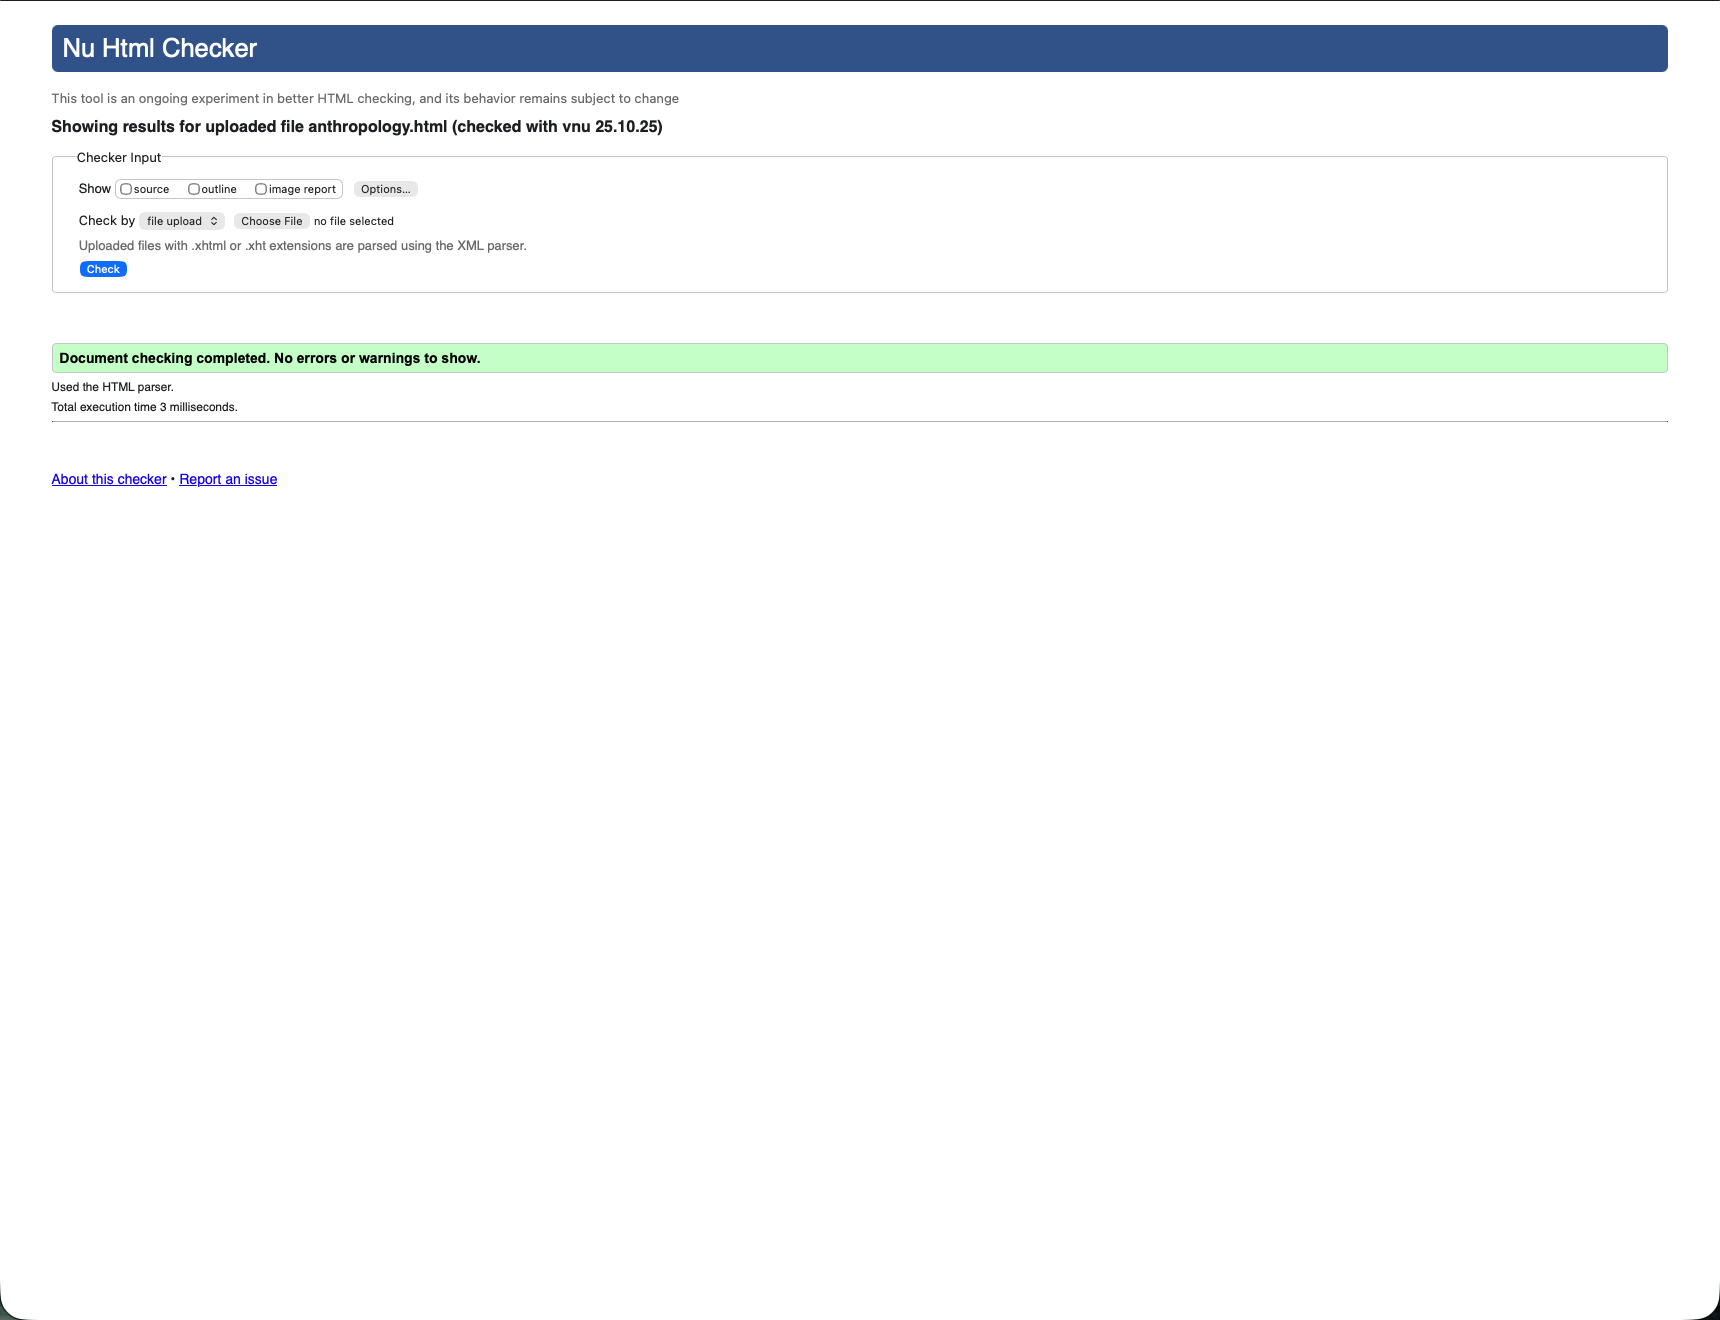 Nu Html Checker
This tool is an ongoing experiment in better HTML checking, and its behavior remains subject to change
Showing results for uploaded file anthropology.html (checked with vnu 25.10.25)
Checker Input
Show source outline image report Options...
Check by file upload Choose File no file selected
Uploaded files with .xhtml or .xht extensions are parsed using the XML parser.
Check
Document checking completed. No errors or warnings to show.
Used the HTML parser.
Total execution time 3 milliseconds.
About this checker • Report an issue